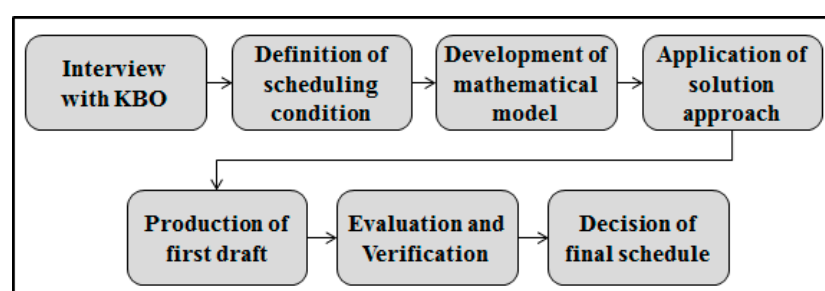 Interview
with KBO
Definition of
scheduling
condition
Development of
mathematical
model
Application of
solution
approach
Production of
first draft
Evaluation and
Verification
Decision of
final schedule